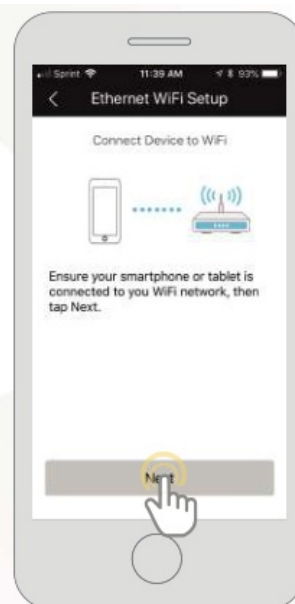 Sprint 11:39 AM 93%
Ethernet WiFi Setup
Connect Device to WiFi
Ensure your smartphone or tablet is
connected to you WiFi network, then
tap Next.
Next